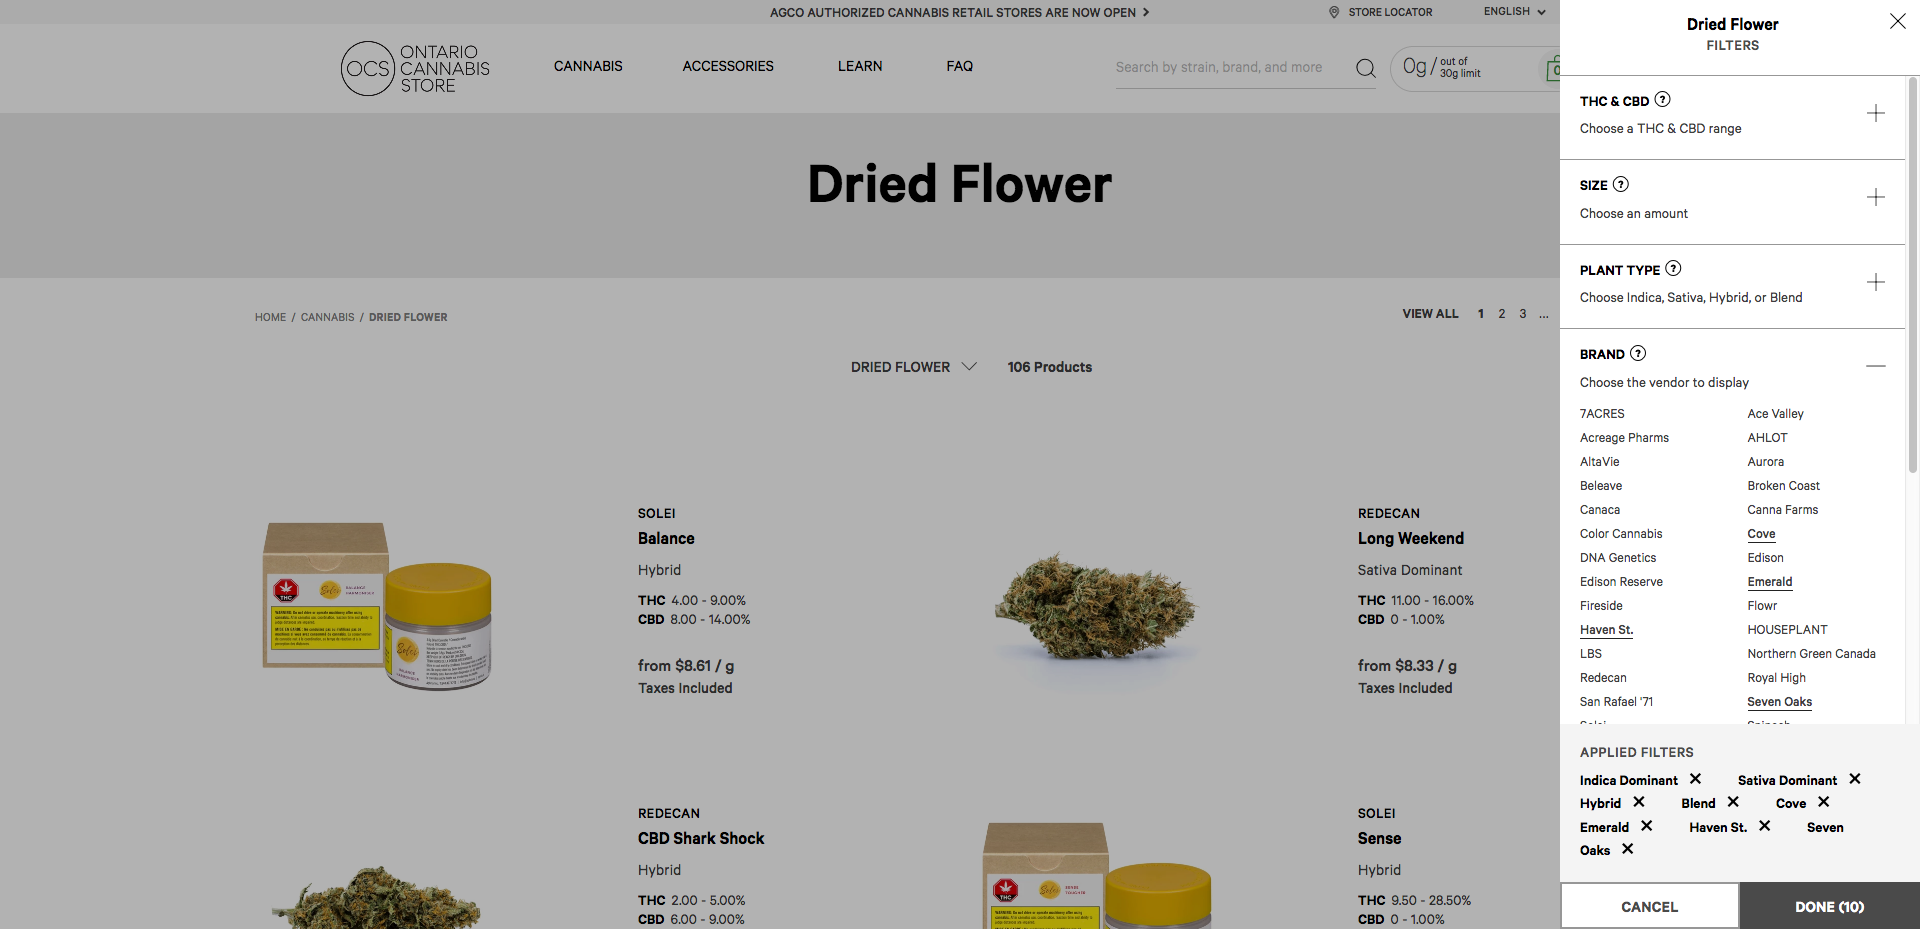 AGCO AUTHORIZED CANNABIS RETAIL STORES ARE NOW OPEN
STORE LOCATOR
ENGLISH
OCS
ONTARIO
CANNABIS
STORE
CANNABIS
ACCESSORIES
LEARN
FAQ
Search by strain, brand, and more
0g / out of
30g limit
0
Dried Flower
HOME / CANNABIS / DRIED FLOWER
VIEW ALL 1 2 3 ...
DRIED FLOWER
106 Products
SOLEI
Balance
Hybrid
THC 4.00 - 9.00%
CBD 8.00 - 14.00%
from $8.61 / g
Taxes Included
REDECAN
Long Weekend
Sativa Dominant
THC 11.00 - 16.00%
CBD 0 - 1.00%
from $8.33 / g
Taxes Included
REDECAN
CBD Shark Shock
Hybrid
THC 2.00 - 5.00%
CBD 6.00 - 9.00%
SOLEI
Sense
Hybrid
THC 9.50 - 28.50%
CBD 0 - 1.00%
THC
Solei
THC
Dried Flower
FILTERS
THC & CBD ?
Choose a THC & CBD range
SIZE ?
Choose an amount
PLANT TYPE ?
Choose Indica, Sativa, Hybrid, or Blend
BRAND ?
Choose the vendor to display
7ACRES
Ace Valley
Acreage Pharms
AHLOT
AltaVie
Aurora
Beleave
Broken Coast
Canaca
Canna Farms
Color Cannabis
Cove
DNA Genetics
Edison
Edison Reserve
Emerald
Fireside
Flowr
Haven St.
HOUSEPLANT
LBS
Northern Green Canada
Redecan
Royal High
San Rafael '71
Seven Oaks
APPLIED FILTERS
Indica Dominant
Sativa Dominant
Hybrid
Blend
Cove
Emerald
Haven St.
Seven
Oaks
CANCEL
DONE (10)